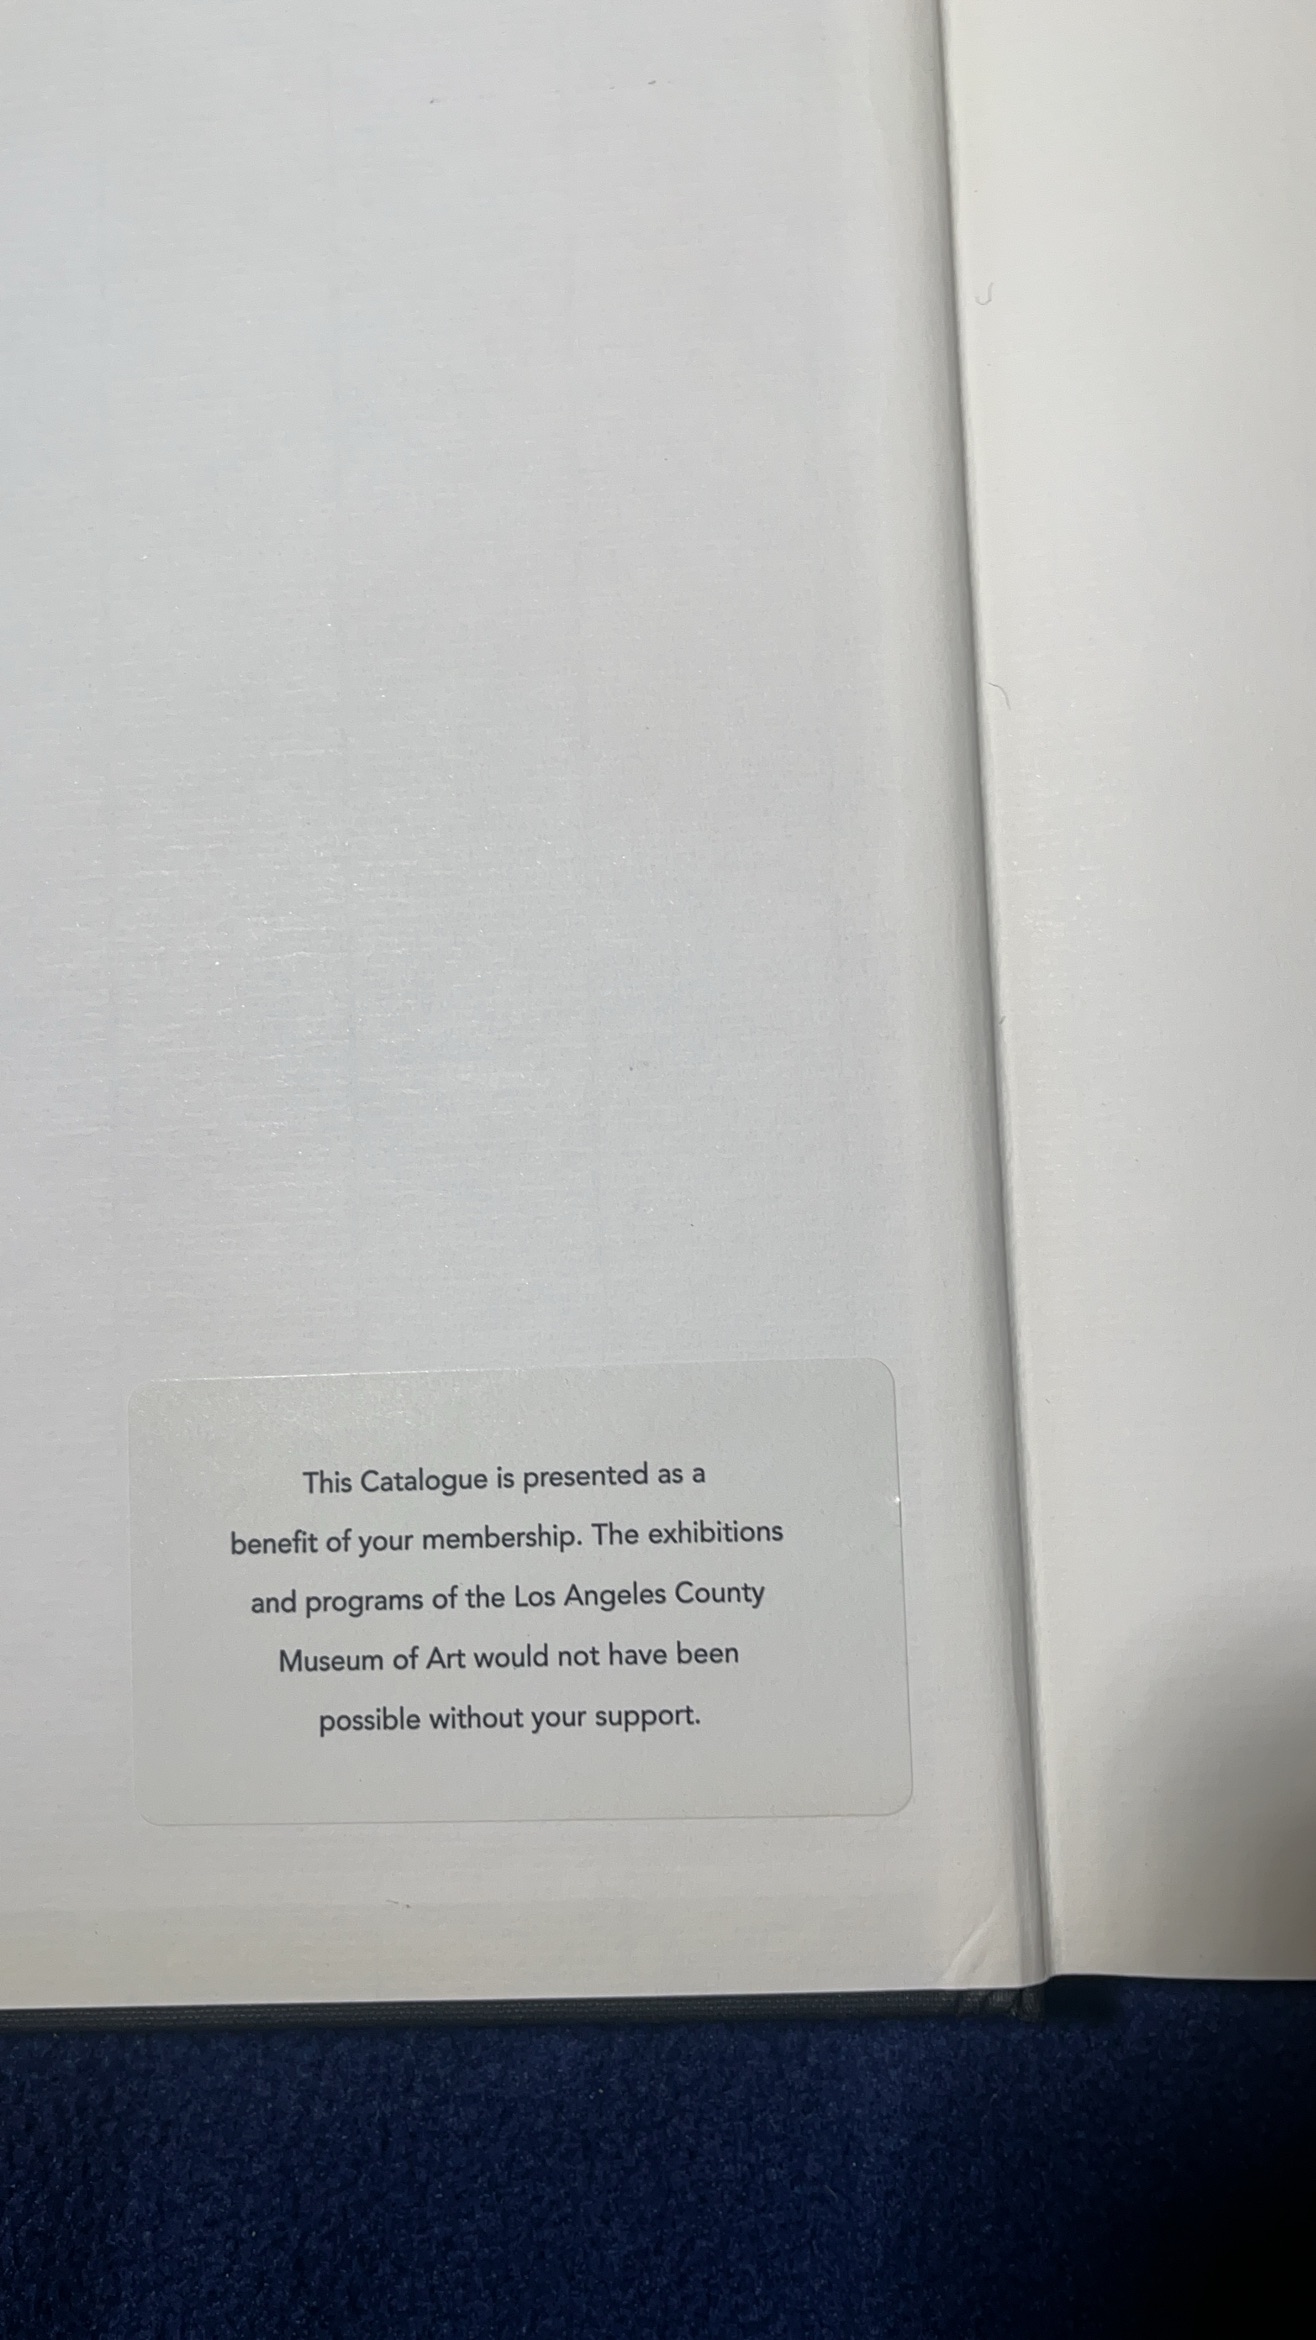 This Catalogue is presented as a
benefit of your membership. The exhibitions
and programs of the Los Angeles County
Museum of Art would not have been
possible without your support.